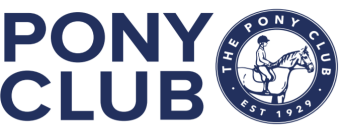 PONY
CLUB
· THE PONY CLUB ·
EST 1929